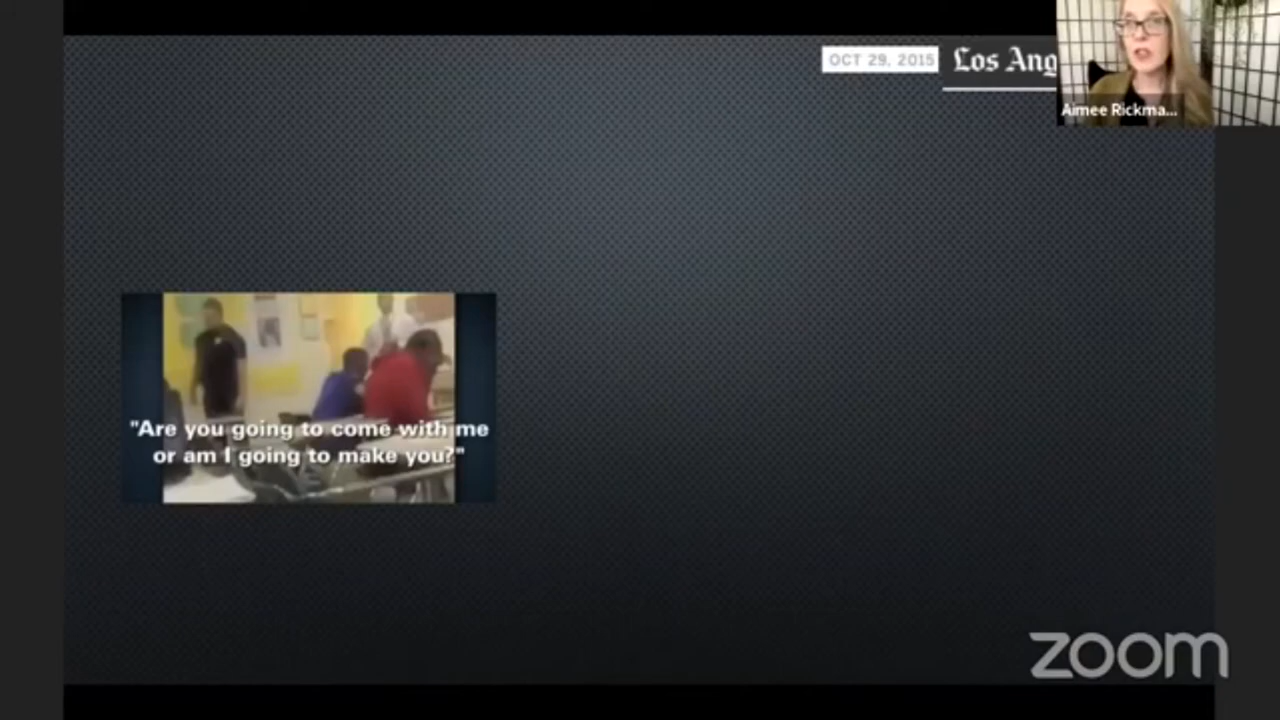 OCT 29, 2015
Los Ang
Aimee Rickma...
"Are you going to come with me
or am I going to make you?"
zoom